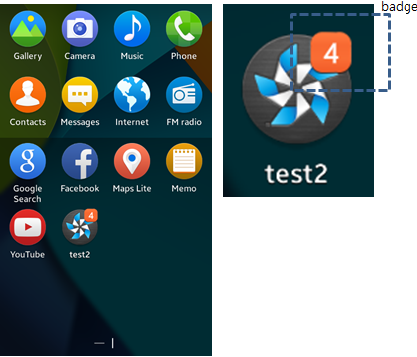 Gallery Camera Music Phone
Contacts Messages Internet FM radio
g f
Google Search Facebook Maps Lite Memo
4
YouTube test2
badge
4
test2